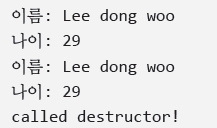 이름: Lee dong woo
나이: 29
이름: Lee dong woo
나이: 29
called destructor!